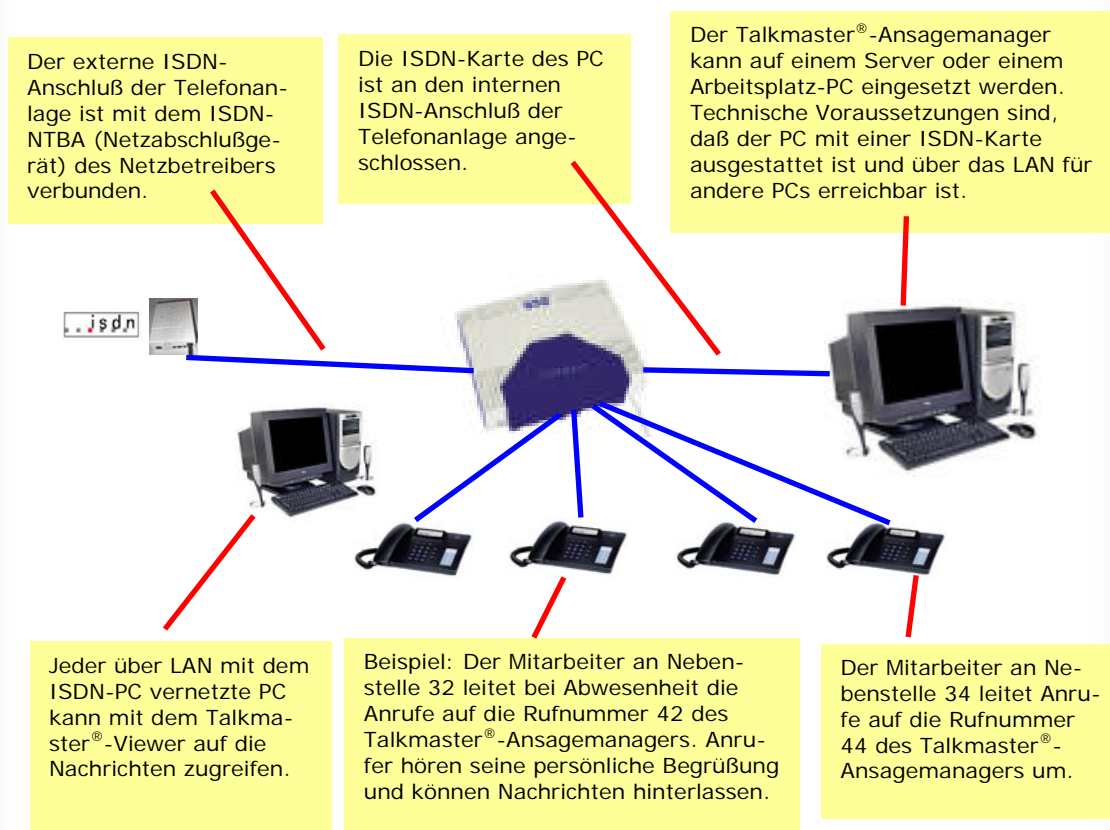 Der externe ISDN-
Anschluß der Telefonan-
lage ist mit dem ISDN-
NTBA (Netzabschlußge-
rät) des Netzbetreibers
verbunden.
Die ISDN-Karte des PC
ist an den internen
ISDN-Anschluß der
Telefonanlage ange-
schlossen.
Der Talkmaster®-Ansagemanager
kann auf einem Server oder einem
Arbeitsplatz-PC eingesetzt werden.
Technische Voraussetzungen sind,
daß der PC mit einer ISDN-Karte
ausgestattet ist und über das LAN für
andere PCs erreichbar ist.
isdn
Jeder über LAN mit dem
ISDN-PC vernetzte PC
kann mit dem Talkma-
ster®-Viewer auf die
Nachrichten zugreifen.
Beispiel: Der Mitarbeiter an Neben-
stelle 32 leitet bei Abwesenheit die
Anrufe auf die Rufnummer 42 des
Talkmaster®-Ansagemanagers. Anru-
fer hören seine persönliche Begrüßung
und können Nachrichten hinterlassen.
Der Mitarbeiter an Ne-
benstelle 34 leitet Anru-
fe auf die Rufnummer
44 des Talkmaster®-
Ansagemanagers um.